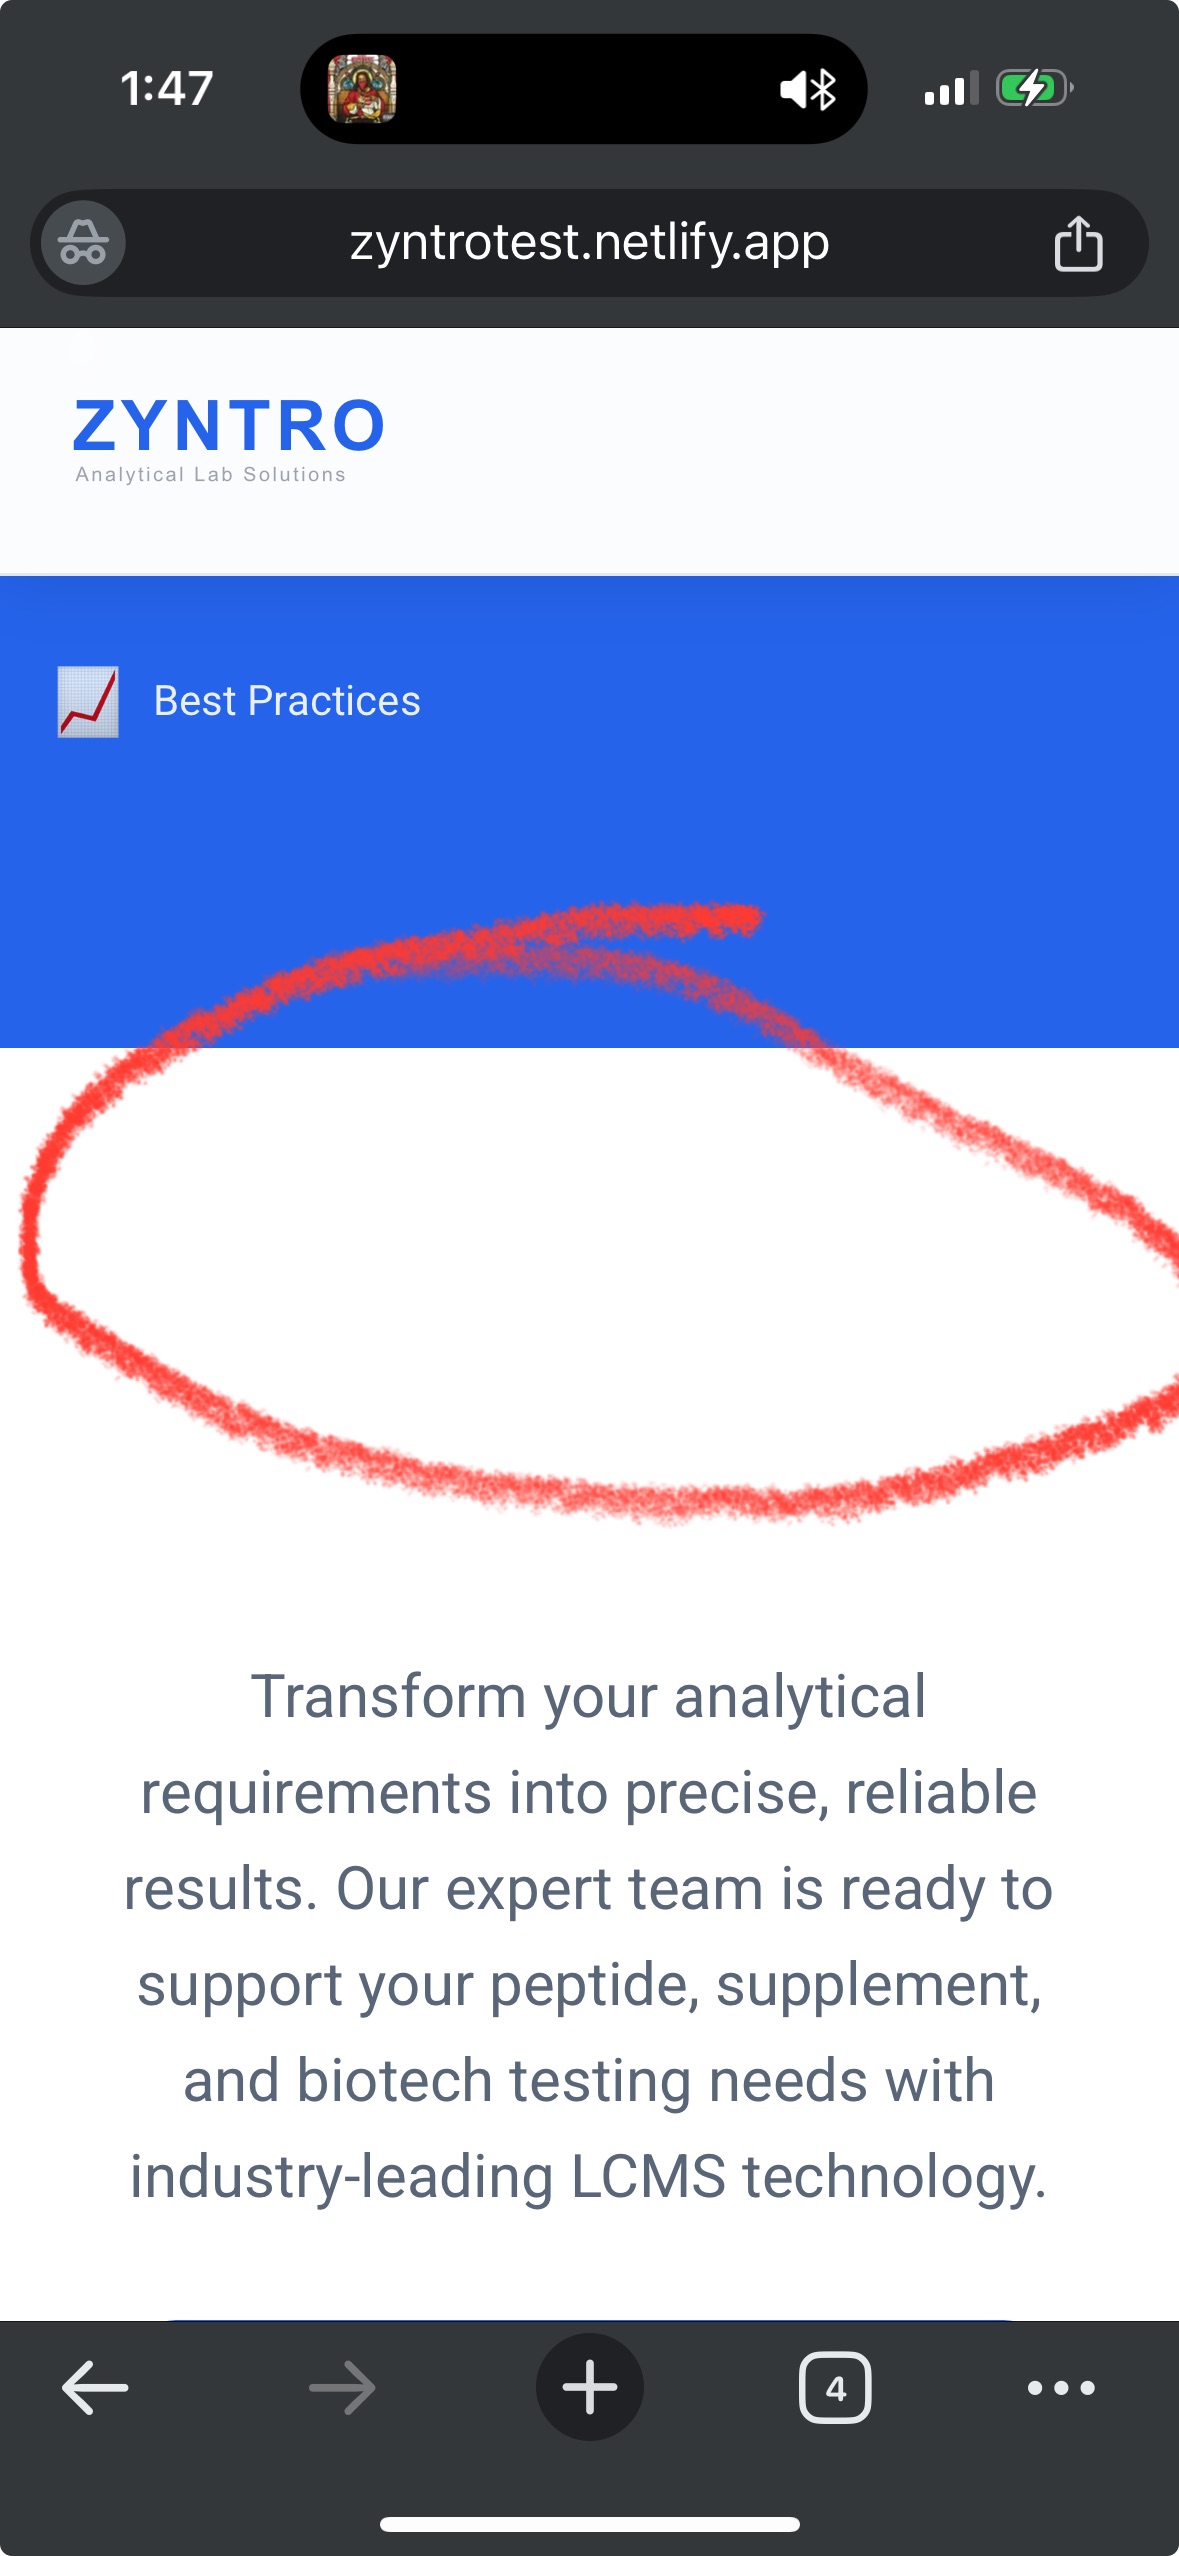 1:47
zyntrotest.netlify.app
ZYNTRO
Analytical Lab Solutions
Best Practices
Transform your analytical
requirements into precise, reliable
results. Our expert team is ready to
support your peptide, supplement,
and biotech testing needs with
industry-leading LCMS technology.
4